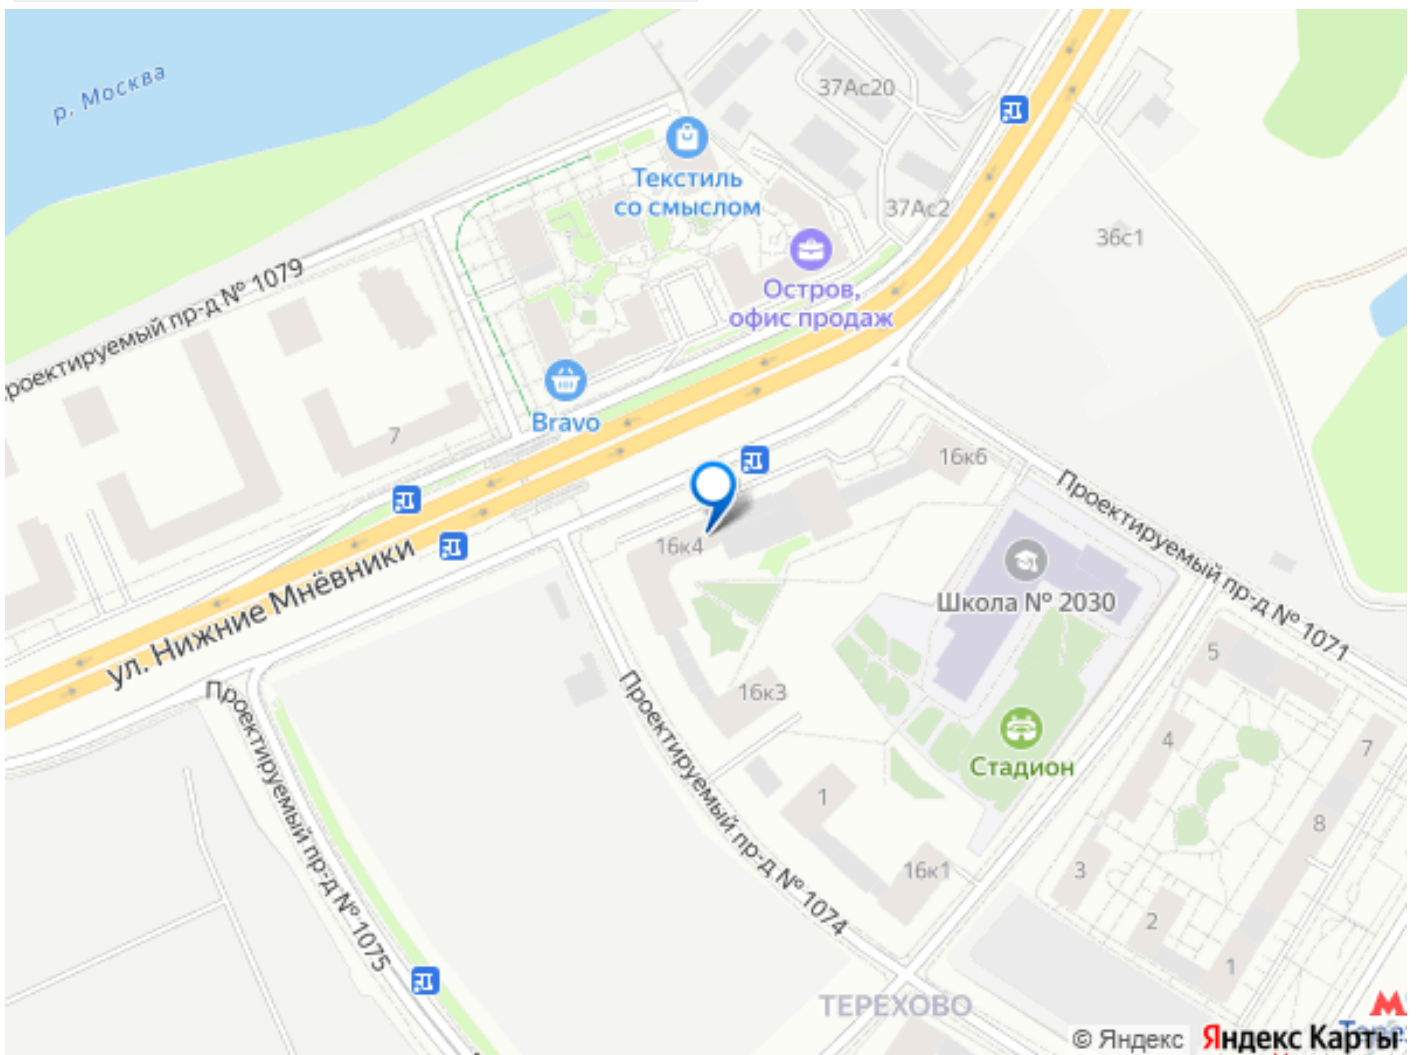 р. Москва
37Ас20
Текстиль
со смыслом
37Ас2
36с1
Остров,
офис продаж
проектируемый пр-д № 1079
Bravo
7
16к6
Проектируемый пр-д № 1071
16к4
ул. Нижние Мнёвники
Школа № 2030
5
16к3
Проектируемый пр-д № 1075
Проектируемый пр-д № 1074
Стадион
4
7
1
8
3
16к1
2
1
ТЕРЕХОВО
© Яндекс Яндекс Карты